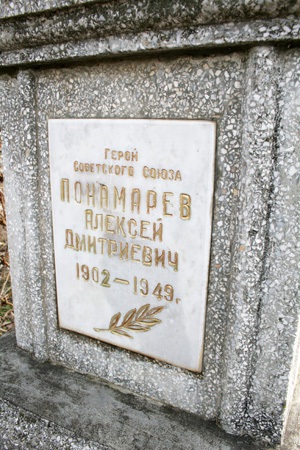 Герой
Советского Союза
ПОНАМАРЕВ
Алексей
Дмитриевич
1902—1949г.